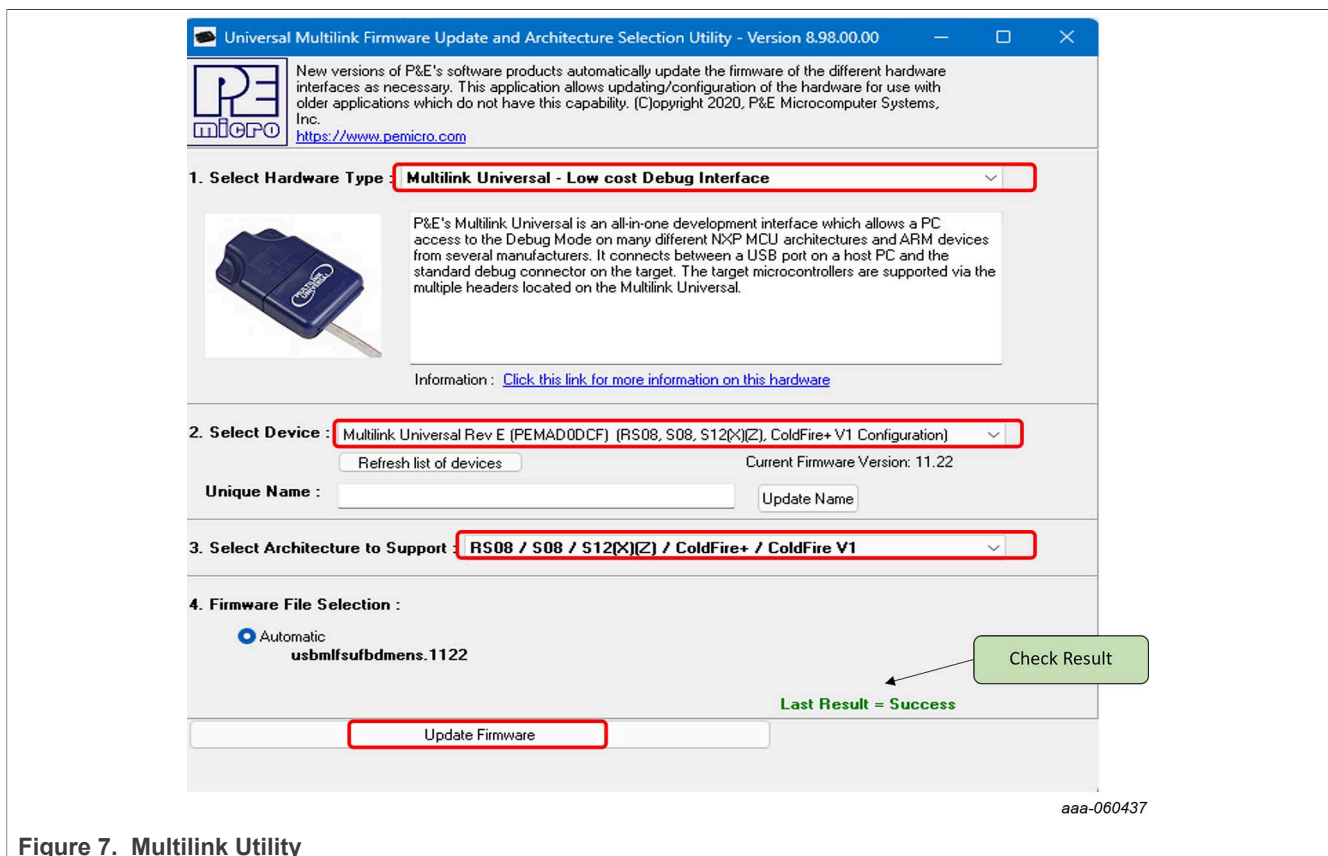 Universal Multilink Firmware Update and Architecture Selection Utility - Version 8.98.00.00
PE
micro
New versions of P&E's software products automatically update the firmware of the different hardware
interfaces as necessary. This application allows updating/configuration of the hardware for use with
older applications which do not have this capability. (C)opyright 2020, P&E Microcomputer Systems,
Inc.
https://www.pemicro.com
1. Select Hardware Type : Multilink Universal - Low cost Debug Interface
MULTILINK
UNIVERSAL
P&E's Multilink Universal is an all-in-one development interface which allows a PC
access to the Debug Mode on many different NXP MCU architectures and ARM devices
from several manufacturers. It connects between a USB port on a host PC and the
standard debug connector on the target. The target microcontrollers are supported via the
multiple headers located on the Multilink Universal.
Information : Click this link for more information on this hardware
2. Select Device : Multilink Universal Rev E (PEMAD0DCF) (RS08, S08, S12(X)(Z), ColdFire+ V1 Configuration)
Refresh list of devices
Current Firmware Version: 11.22
Unique Name :
Update Name
3. Select Architecture to Support : RS08 / S08 / S12(X)(Z) / ColdFire+ / ColdFire V1
4. Firmware File Selection :
Automatic
usbmlfsufbdmens.1122
Check Result
Last Result = Success
Update Firmware
aaa-060437
Figure 7. Multilink Utility